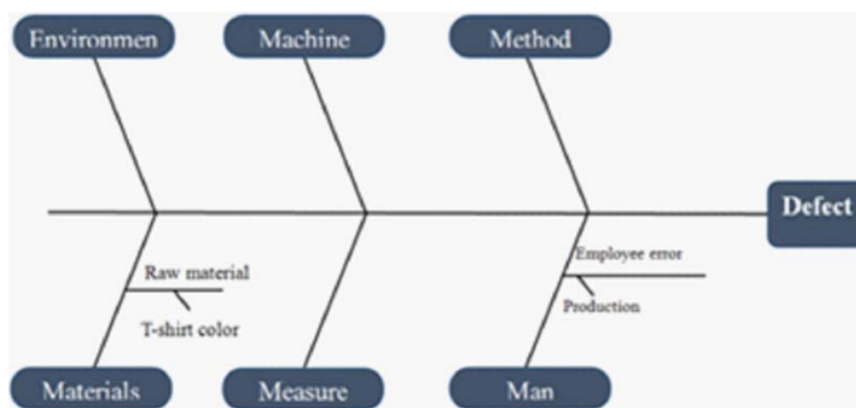 Environmen
Machine
Method
Defect
Raw material
T-shirt color
Employee error
Production
Materials
Measure
Man